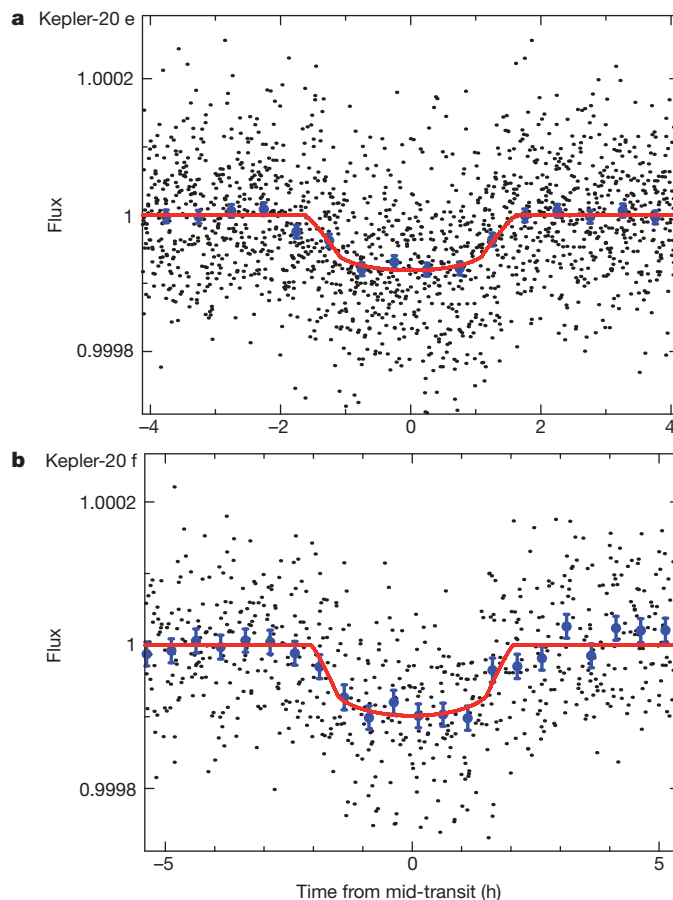 a Kepler-20 e
1.0002
1
0.9998
Flux
−4 −2 0 2 4
b Kepler-20 f
1.0002
1
0.9998
Flux
−5 0 5
Time from mid-transit (h)